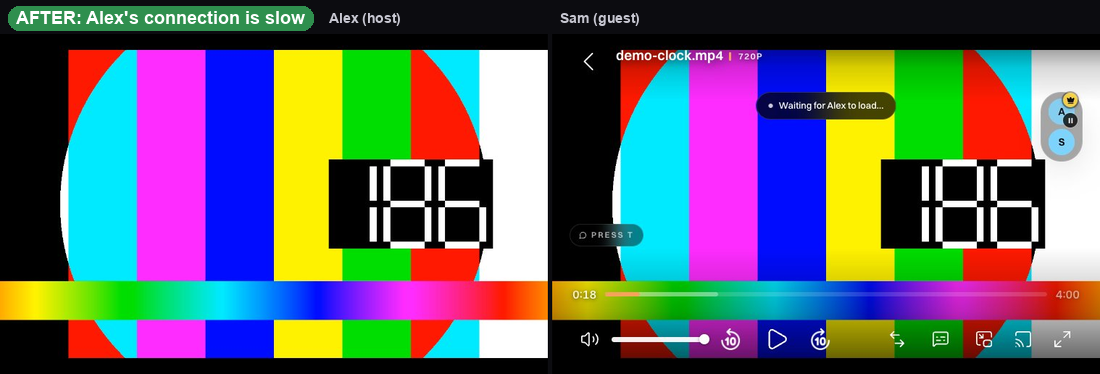 AFTER: Alex's connection is slow
Alex (host)
Sam (guest)
186
demo-clock.mp4 | 720P
Waiting for Alex to load...
A
S
186
PRESS T
0:18
4:00
10
10